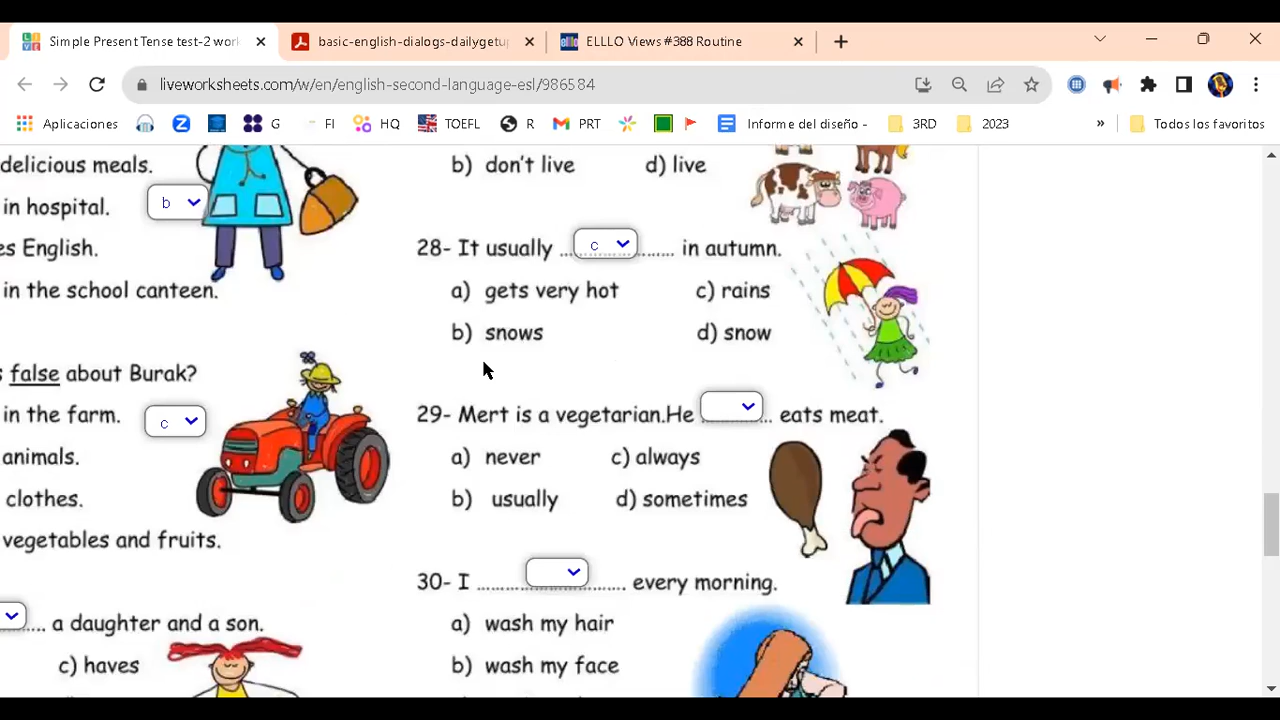 Simple Present Tense test-2 work
basic-english-dialogs-dailygetup
ELLLO Views #388 Routine
liveworksheets.com/w/en/english-second-language-esl/986584
Aplicaciones
G
FI
HQ
TOEFL
R
PRT
Informe del diseño -
3RD
2023
»
Todos los favoritos
delicious meals.
in hospital.
b
es English.
in the school canteen.
s false about Burak?
in the farm.
c
animals.
clothes.
vegetables and fruits.
.... a daughter and a son.
c) haves
b) don't live d) live
28- It usually ... c ... in autumn.
a) gets very hot c) rains
b) snows d) snow
29- Mert is a vegetarian.He ............ eats meat.
a) never c) always
b) usually d) sometimes
30- I .......................... every morning.
a) wash my hair
b) wash my face